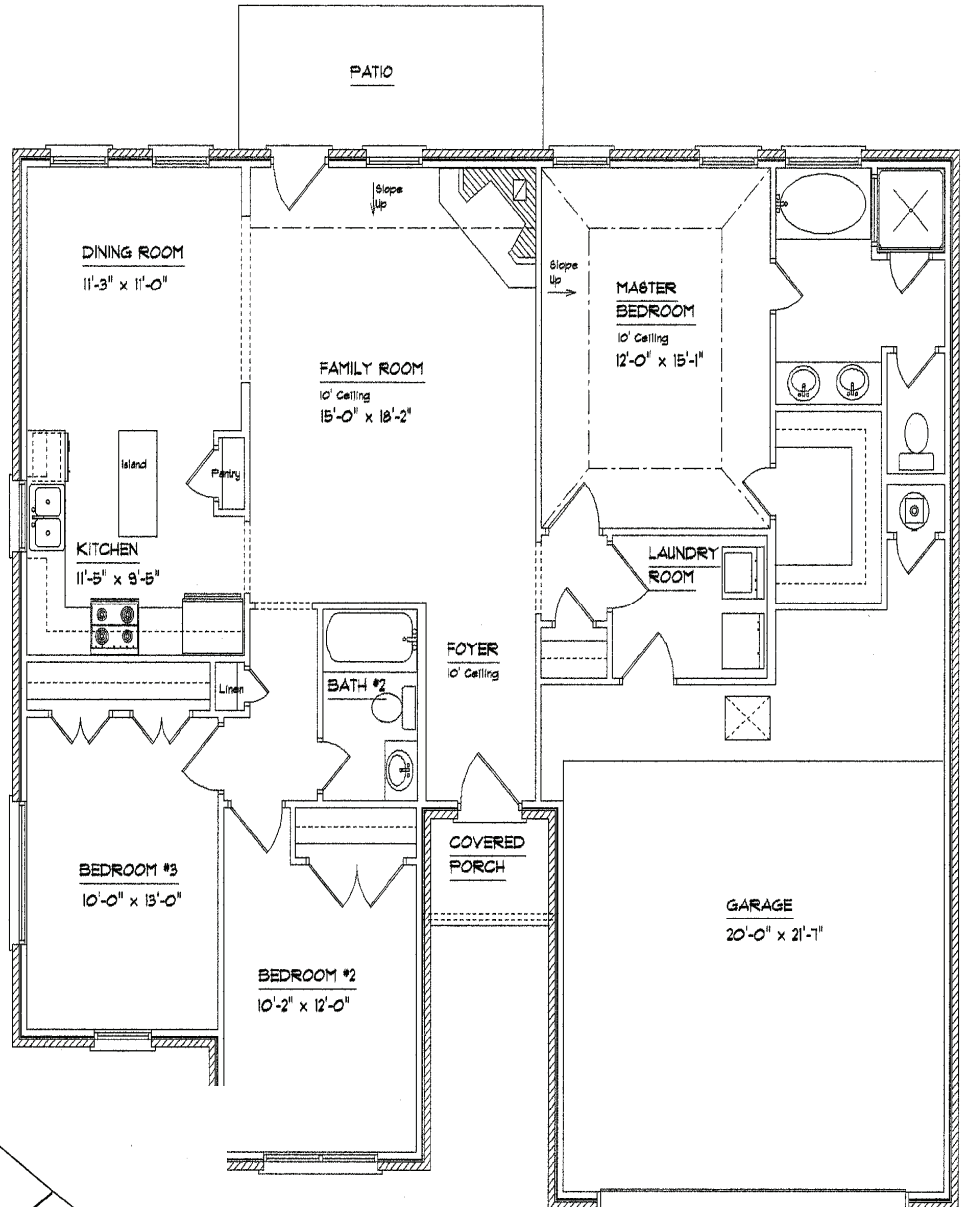 PATIO
Slope
Up
DINING ROOM
11'-3" x 11'-0"
Slope
Up
MASTER
BEDROOM
10' Ceiling
12'-0" x 15'-1"
FAMILY ROOM
10' Ceiling
15'-0" x 18'-2"
Island
Pantry
KITCHEN
11'-5" x 9'-5"
LAUNDRY
ROOM
FOYER
10' Ceiling
Linen
BATH #2
COVERED
PORCH
BEDROOM #3
10'-0" x 13'-0"
GARAGE
20'-0" x 21'-7"
BEDROOM #2
10'-2" x 12'-0"